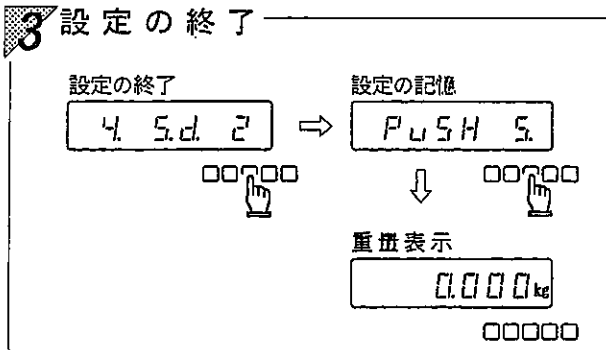 3 設定の終了
設定の終了
4. S.d. 2
設定の記憶
PuSH S.
重量表示
0.000kg